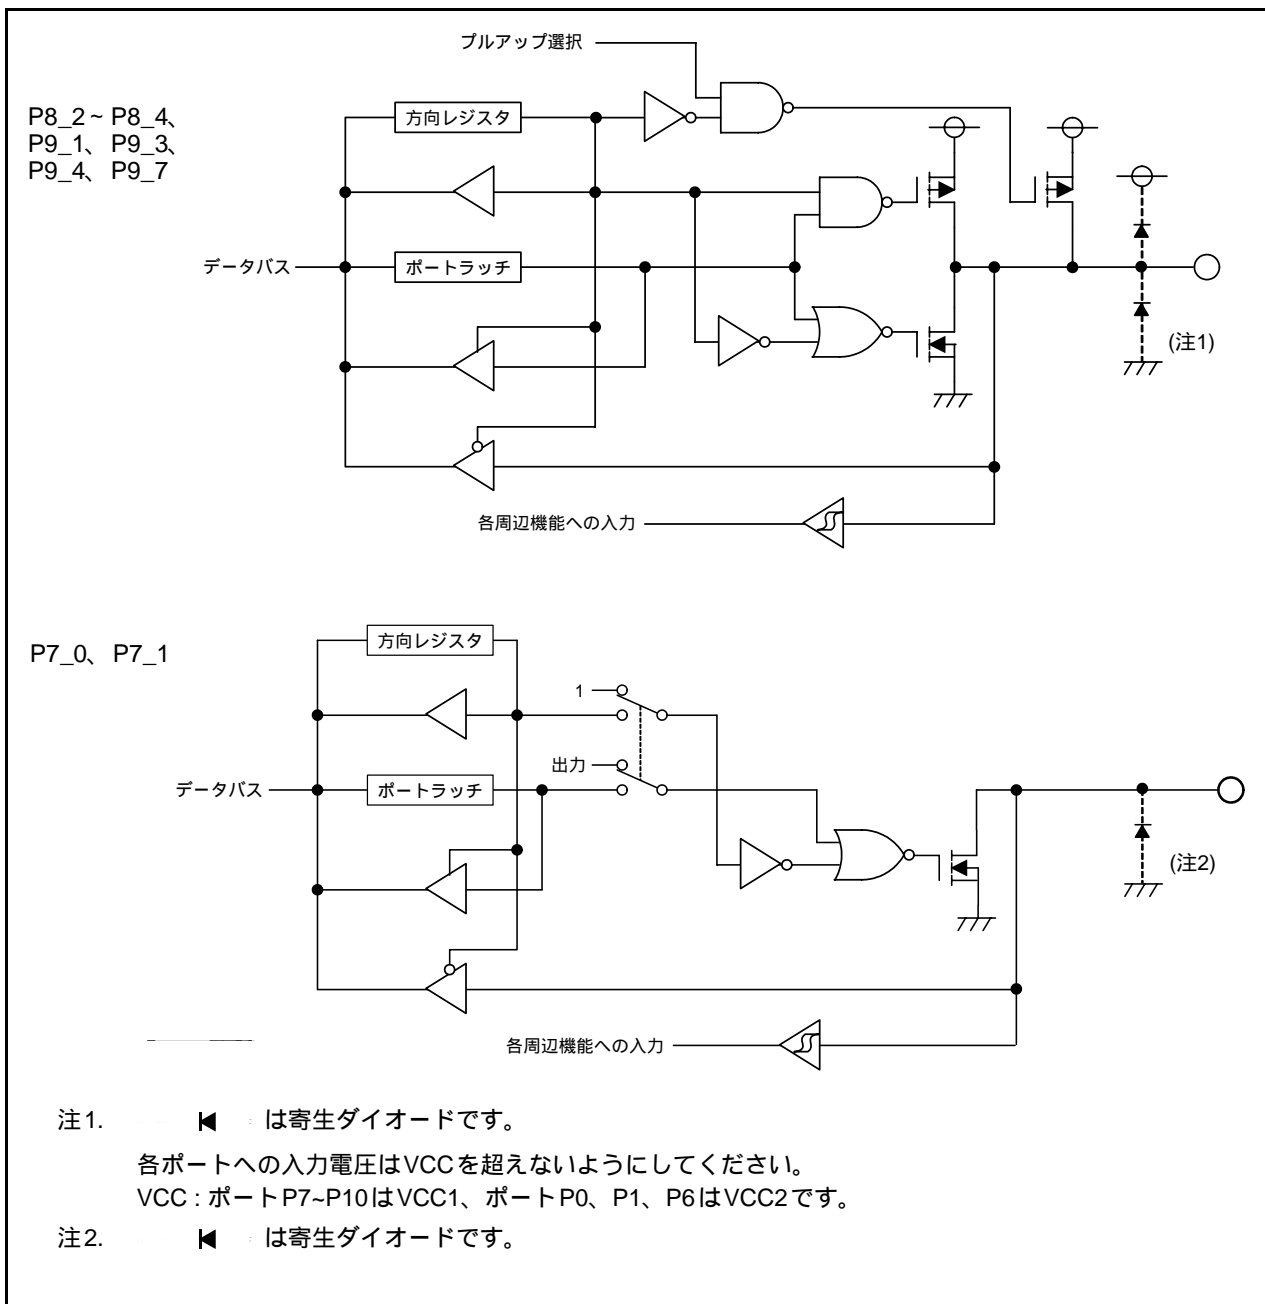 プルアップ選択
P8_2~P8_4、
P9_1、P9_3、
P9_4、P9_7
方向レジスタ
データバス
ポートラッチ
(注1)
各周辺機能への入力
P7_0、P7_1
方向レジスタ
1
出力
データバス
ポートラッチ
(注2)
各周辺機能への入力
注1. は寄生ダイオードです。
各ポートへの入力電圧はVCCを超えないようにしてください。
VCC : ポートP7~P10はVCC1、ポートP0、P1、P6はVCC2です。
注2. は寄生ダイオードです。